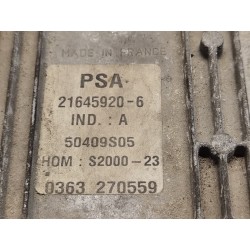 MADE IN FRANCE
PSA
21645920-6
IND. : A
50409S05
HOM : S2000-23
0363 270559